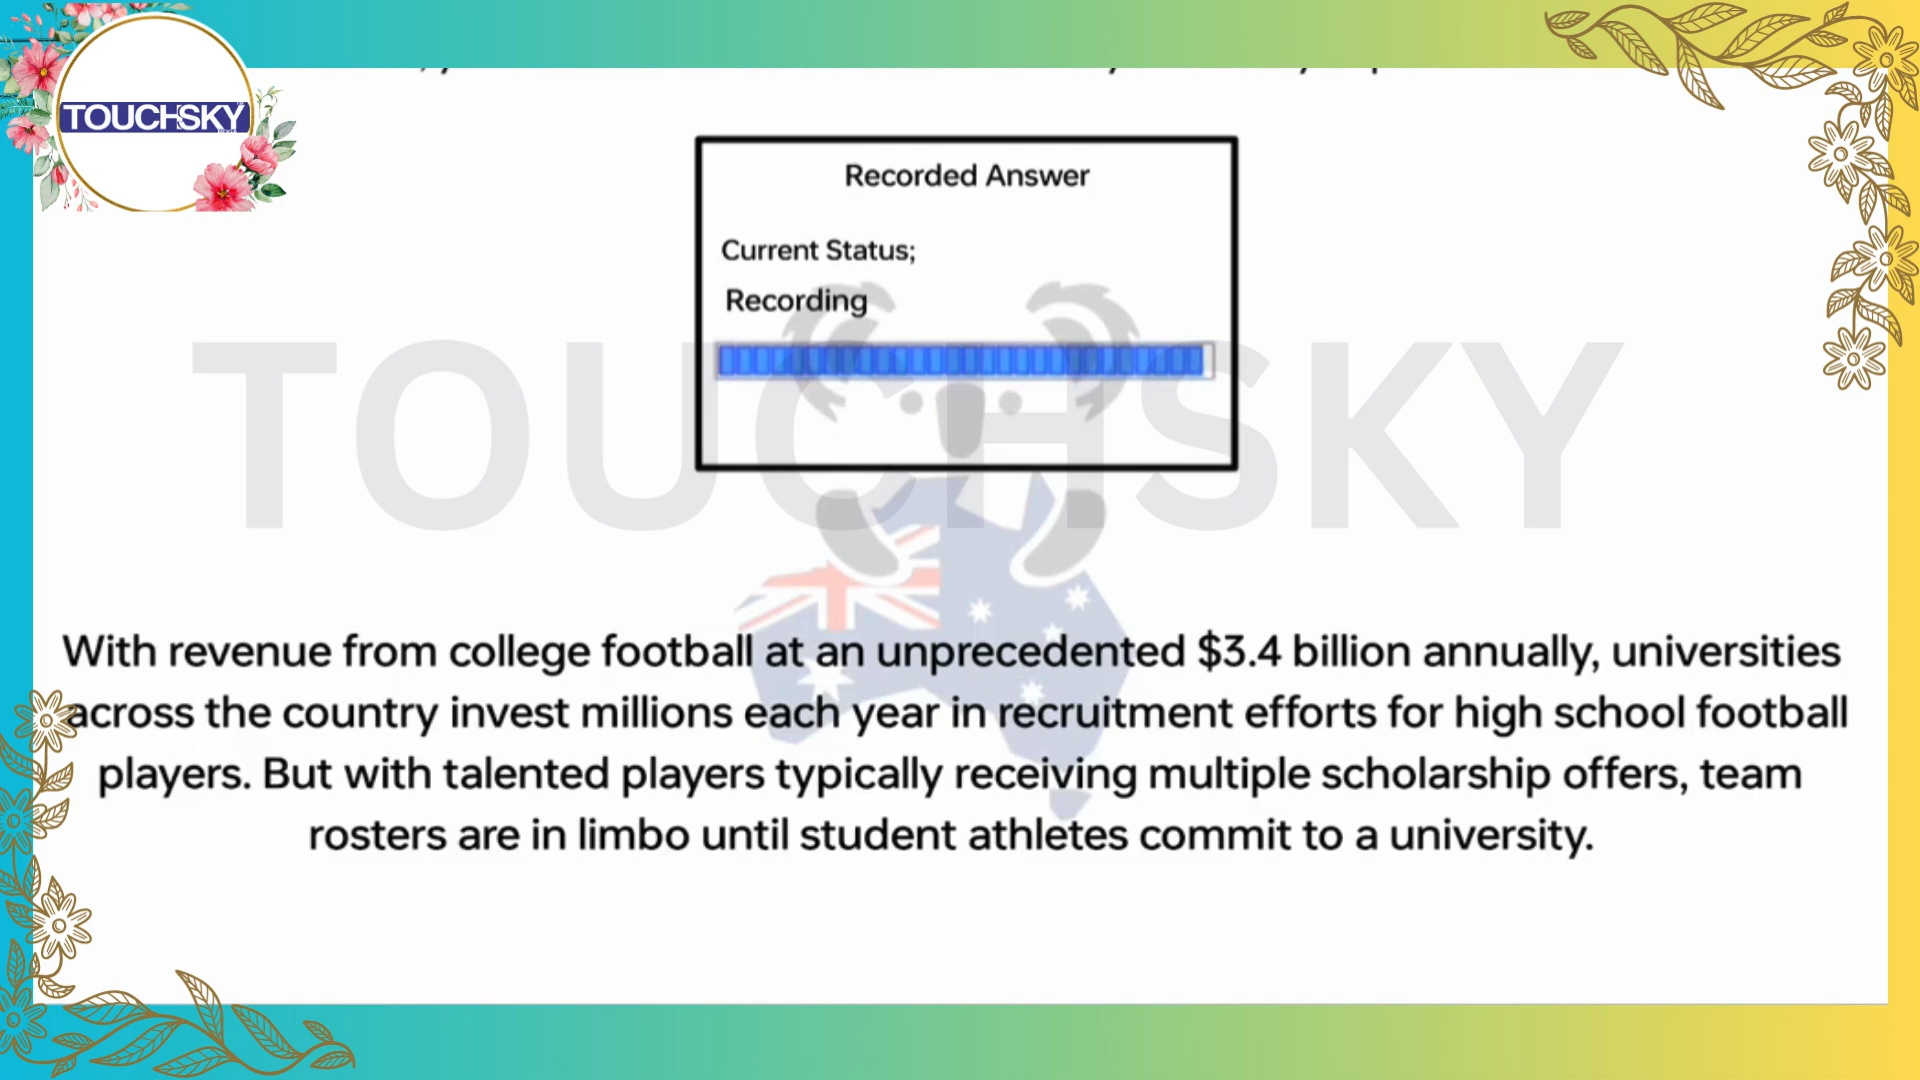 TOUCHSKY
Recorded Answer
Current Status;
Recording
TOUCHSKY
With revenue from college football at an unprecedented $3.4 billion annually, universities
across the country invest millions each year in recruitment efforts for high school football
players. But with talented players typically receiving multiple scholarship offers, team
rosters are in limbo until student athletes commit to a university.